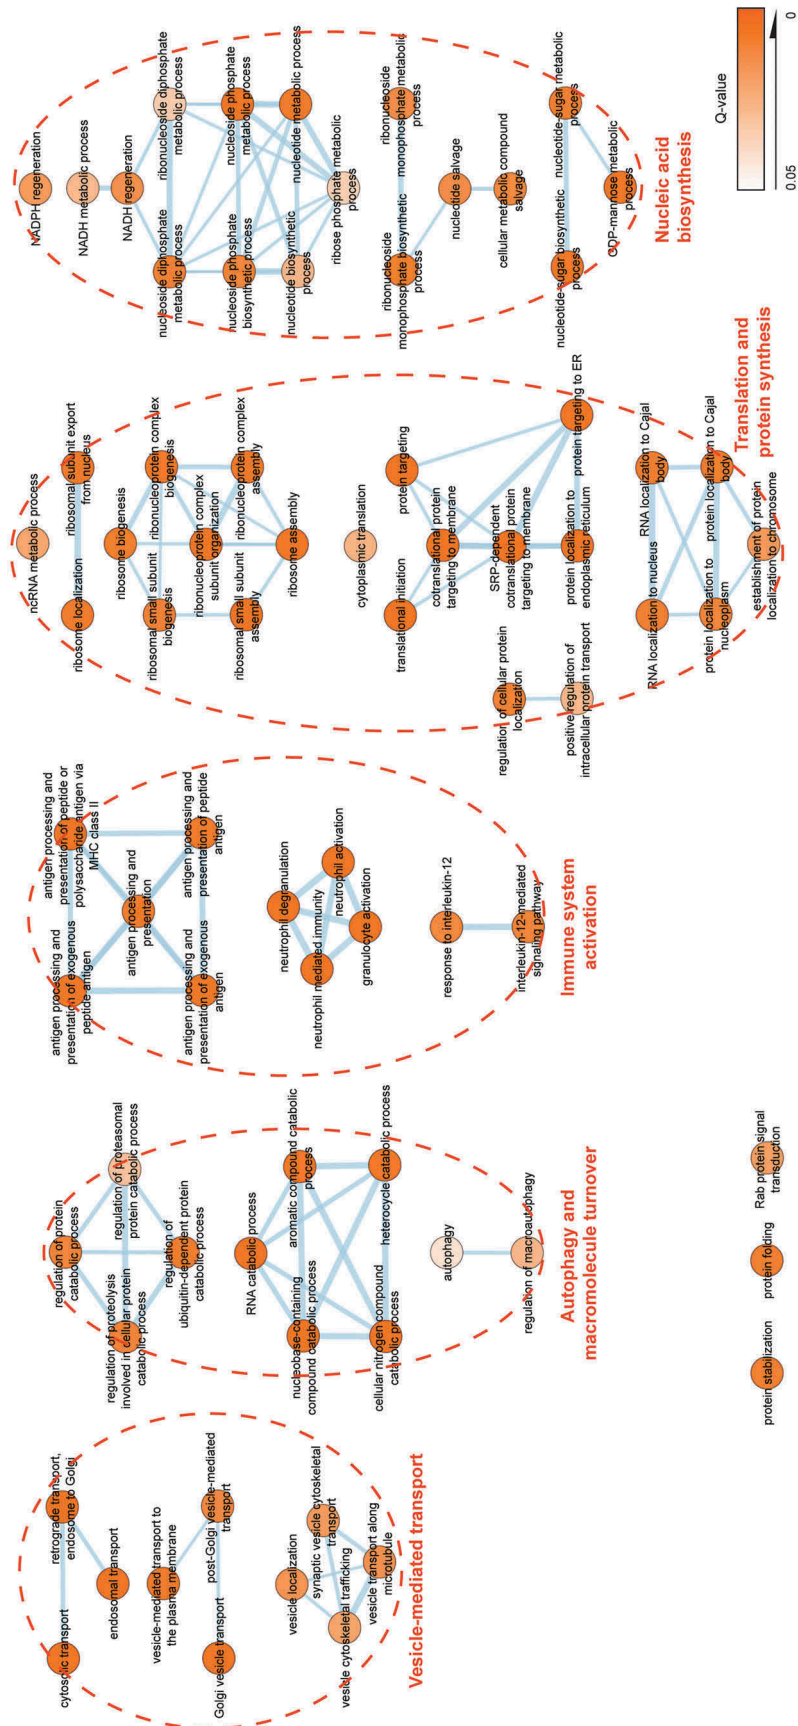 cytosolic transport
retrograde transport,
endosome to Golgi
endosomal transport
vesicle-mediated transport to
the plasma membrane
Golgi vesicle transport
post-Golgi vesicle-mediated
transport
vesicle localization
synaptic vesicle cytoskeletal
transport
vesicle cytoskeletal trafficking
vesicle transport along
microtubule
Vesicle-mediated transport
regulation of protein
catabolic process
regulation of proteolysis
involved in cellular protein
catabolic process
regulation of proteasomal
protein catabolic process
regulation of
ubiquitin-dependent protein
catabolic process
RNA catabolic process
nucleobase-containing
compound catabolic process
aromatic compound catabolic
process
cellular nitrogen compound
catabolic process
heterocycle catabolic process
autophagy
regulation of macroautophagy
Autophagy and
macromolecule turnover
antigen processing and
presentation of exogenous
peptide antigen
antigen processing and
presentation of peptide or
polysaccharide antigen via
MHC class II
antigen processing and
presentation
antigen processing and
presentation of exogenous
antigen
antigen processing and
presentation of peptide
antigen
neutrophil degranulation
neutrophil mediated immunity
neutrophil activation
granulocyte activation
response to interleukin-12
interleukin-12-mediated
signaling pathway
Immune system
activation
ncRNA metabolic process
ribosome localization
ribosomal subunit export
from nucleus
ribosome biogenesis
ribosomal small subunit
biogenesis
ribonucleoprotein complex
biogenesis
ribonucleoprotein complex
subunit organization
ribosomal small subunit
assembly
ribonucleoprotein complex
assembly
ribosome assembly
cytoplasmic translation
translational initiation
protein targeting
cotranslational protein
targeting to membrane
SRP-dependent
cotranslational protein
targeting to membrane
protein localization to
endoplasmic reticulum
protein targeting to ER
regulation of cellular protein
localization
positive regulation of
intracellular protein transport
RNA localization to nucleus
RNA localization to Cajal
body
protein localization to
nucleoplasm
protein localization to Cajal
body
establishment of protein
localization to chromosome
Translation and
protein synthesis
NADPH regeneration
NADH metabolic process
NADH regeneration
nucleoside diphosphate
metabolic process
ribonucleoside diphosphate
metabolic process
nucleoside phosphate
biosynthetic process
nucleoside phosphate
metabolic process
nucleotide biosynthetic
process
nucleotide metabolic process
ribose phosphate metabolic
process
ribonucleoside
monophosphate biosynthetic
process
ribonucleoside
monophosphate metabolic
process
nucleotide salvage
cellular metabolic compound
salvage
nucleotide-sugar biosynthetic
process
nucleotide-sugar metabolic
process
GDP-mannose metabolic
process
Nucleic acid
biosynthesis
protein stabilization
protein folding
Rab protein signal
transduction
Q-value
0.05
0